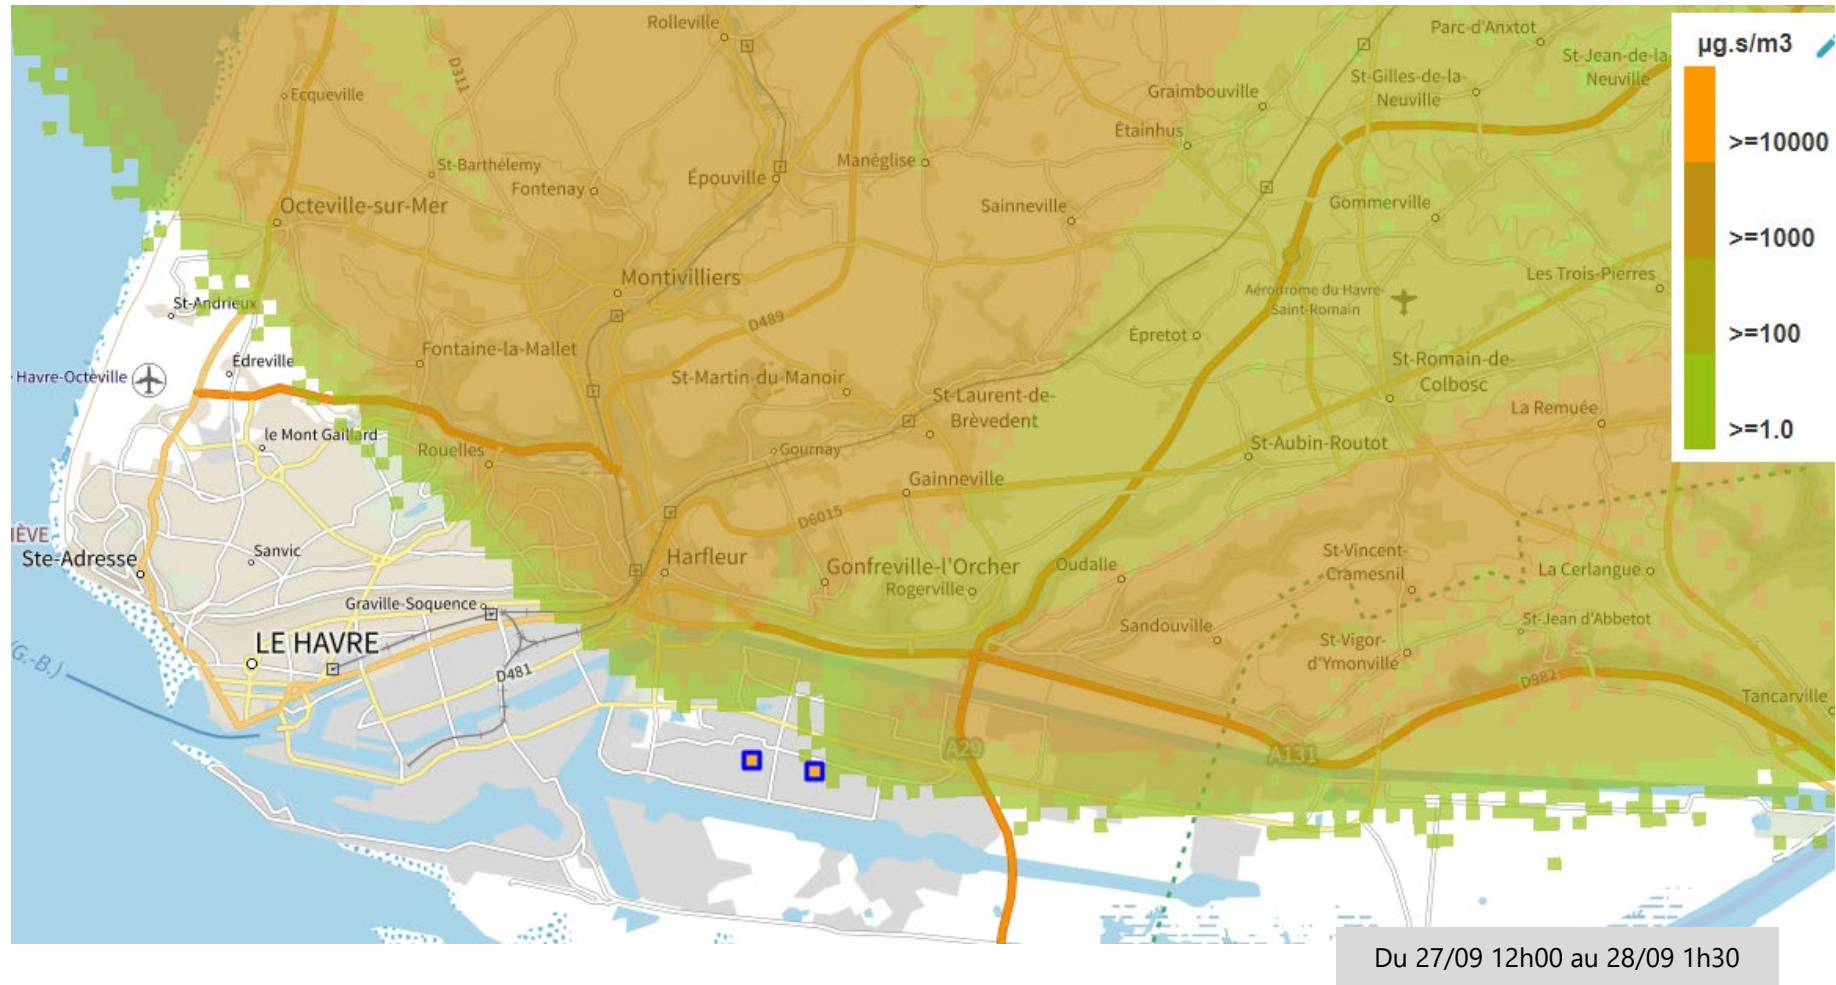 Rolleville
Parc-d'Anxtot
µg.s/m3
D311
St-Jean-de-la-
Neuville
Ecqueville
St-Gilles-de-la-
Neuville
Graimbouville
Étainhus
>=10000
St-Barthélemy
Manéglise
Fontenay
Épouville
Octeville-sur-Mer
Sainneville
Gommerville
>=1000
Montivilliers
Les Trois-Pierres
St-Andrieux
Aérodrome du Havre-
Saint-Romain
D489
Épretot
>=100
Fontaine-la-Mallet
Édreville
St-Romain-de-
Colbosc
Havre-Octeville
St-Martin-du-Manoir
St-Laurent-de-
Brèvedent
La Remuée
le Mont Gaillard
>=1.0
Rouelles
Gournay
St-Aubin-Routot
Gainneville
D6015
IÈVE
Ste-Adresse
Sanvic
Harfleur
Gonfreville-l'Orcher
Rogerville
Oudalle
St-Vincent-
Cramesnil
La Cerlangue
Graville-Soquence
LE HAVRE
Sandouville
St-Jean d'Abbetot
St-Vigor-
d'Ymonville
(G.-B.)
D481
D982
Tancarville
A29
A131
Du 27/09 12h00 au 28/09 1h30